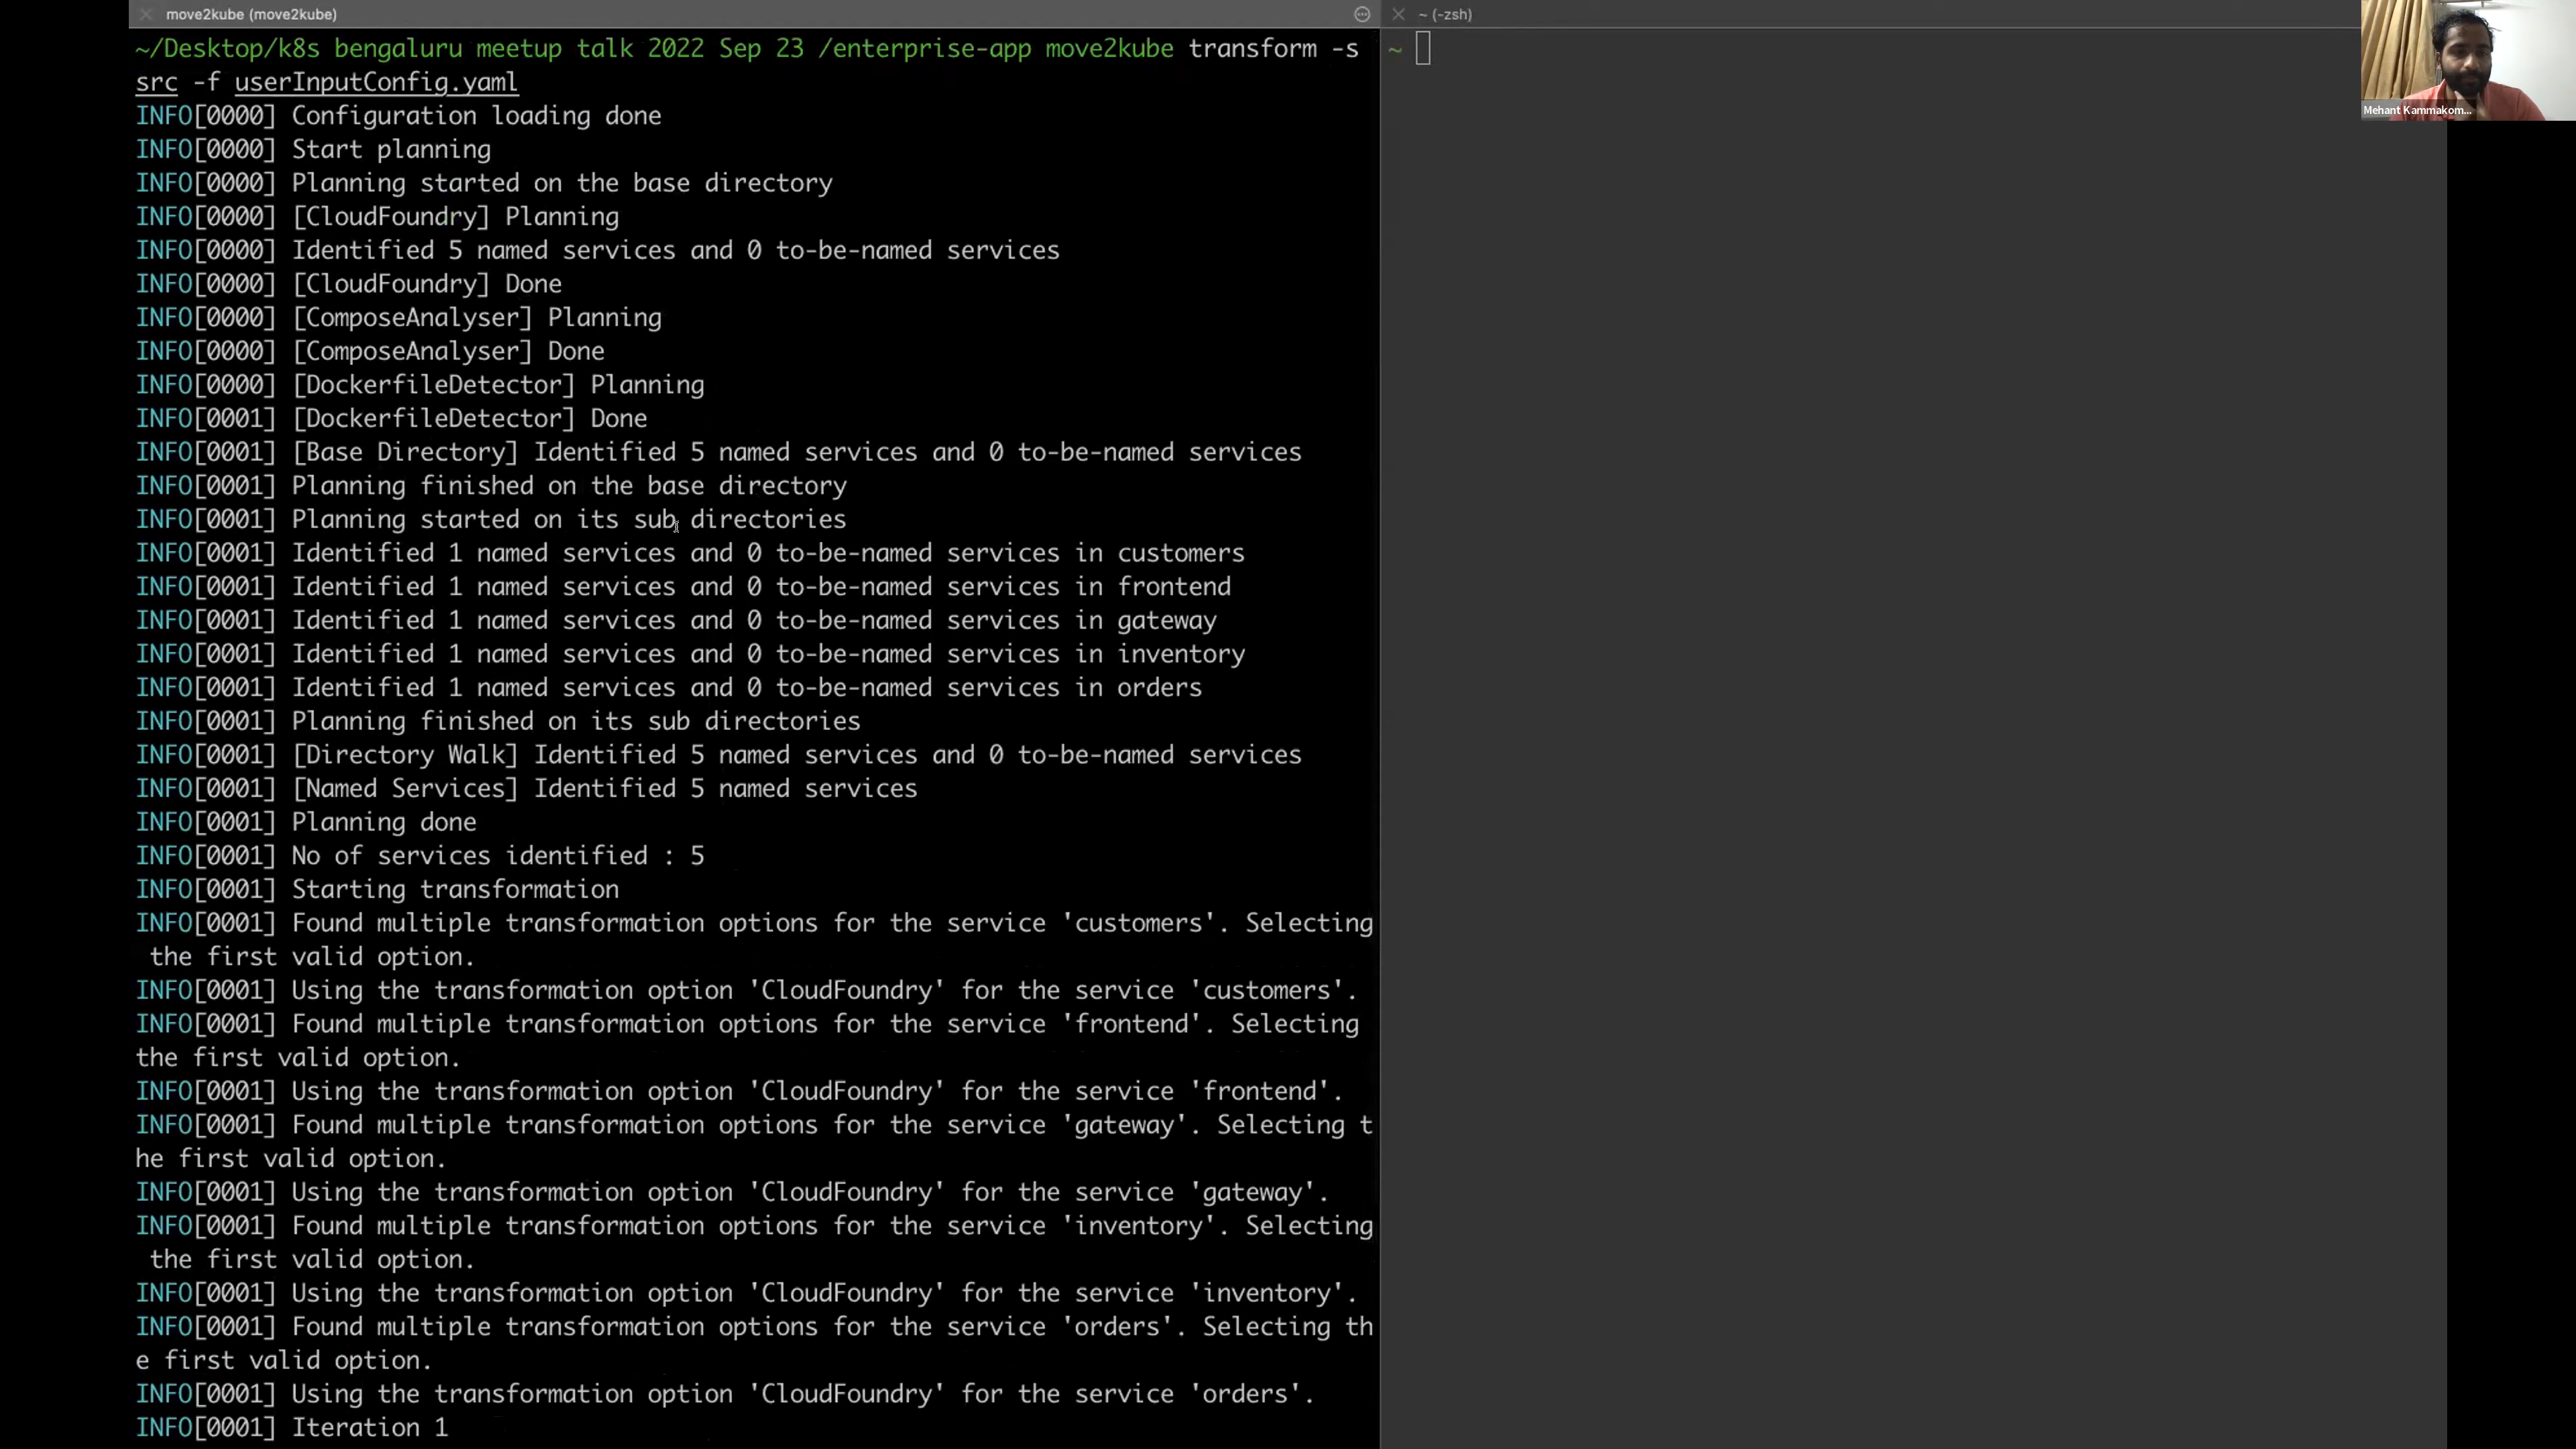 move2kube (move2kube)
~ (-zsh)
~/Desktop/k8s bengaluru meetup talk 2022 Sep 23 /enterprise-app move2kube transform -s
src -f userInputConfig.yaml
INFO[0000] Configuration loading done
INFO[0000] Start planning
INFO[0000] Planning started on the base directory
INFO[0000] [CloudFoundry] Planning
INFO[0000] Identified 5 named services and 0 to-be-named services
INFO[0000] [CloudFoundry] Done
INFO[0000] [ComposeAnalyser] Planning
INFO[0000] [ComposeAnalyser] Done
INFO[0000] [DockerfileDetector] Planning
INFO[0001] [DockerfileDetector] Done
INFO[0001] [Base Directory] Identified 5 named services and 0 to-be-named services
INFO[0001] Planning finished on the base directory
INFO[0001] Planning started on its sub directories
INFO[0001] Identified 1 named services and 0 to-be-named services in customers
INFO[0001] Identified 1 named services and 0 to-be-named services in frontend
INFO[0001] Identified 1 named services and 0 to-be-named services in gateway
INFO[0001] Identified 1 named services and 0 to-be-named services in inventory
INFO[0001] Identified 1 named services and 0 to-be-named services in orders
INFO[0001] Planning finished on its sub directories
INFO[0001] [Directory Walk] Identified 5 named services and 0 to-be-named services
INFO[0001] [Named Services] Identified 5 named services
INFO[0001] Planning done
INFO[0001] No of services identified : 5
INFO[0001] Starting transformation
INFO[0001] Found multiple transformation options for the service 'customers'. Selecting
the first valid option.
INFO[0001] Using the transformation option 'CloudFoundry' for the service 'customers'.
INFO[0001] Found multiple transformation options for the service 'frontend'. Selecting
the first valid option.
INFO[0001] Using the transformation option 'CloudFoundry' for the service 'frontend'.
INFO[0001] Found multiple transformation options for the service 'gateway'. Selecting t
he first valid option.
INFO[0001] Using the transformation option 'CloudFoundry' for the service 'gateway'.
INFO[0001] Found multiple transformation options for the service 'inventory'. Selecting
the first valid option.
INFO[0001] Using the transformation option 'CloudFoundry' for the service 'inventory'.
INFO[0001] Found multiple transformation options for the service 'orders'. Selecting th
e first valid option.
INFO[0001] Using the transformation option 'CloudFoundry' for the service 'orders'.
INFO[0001] Iteration 1
~
Mehant Kammakom...